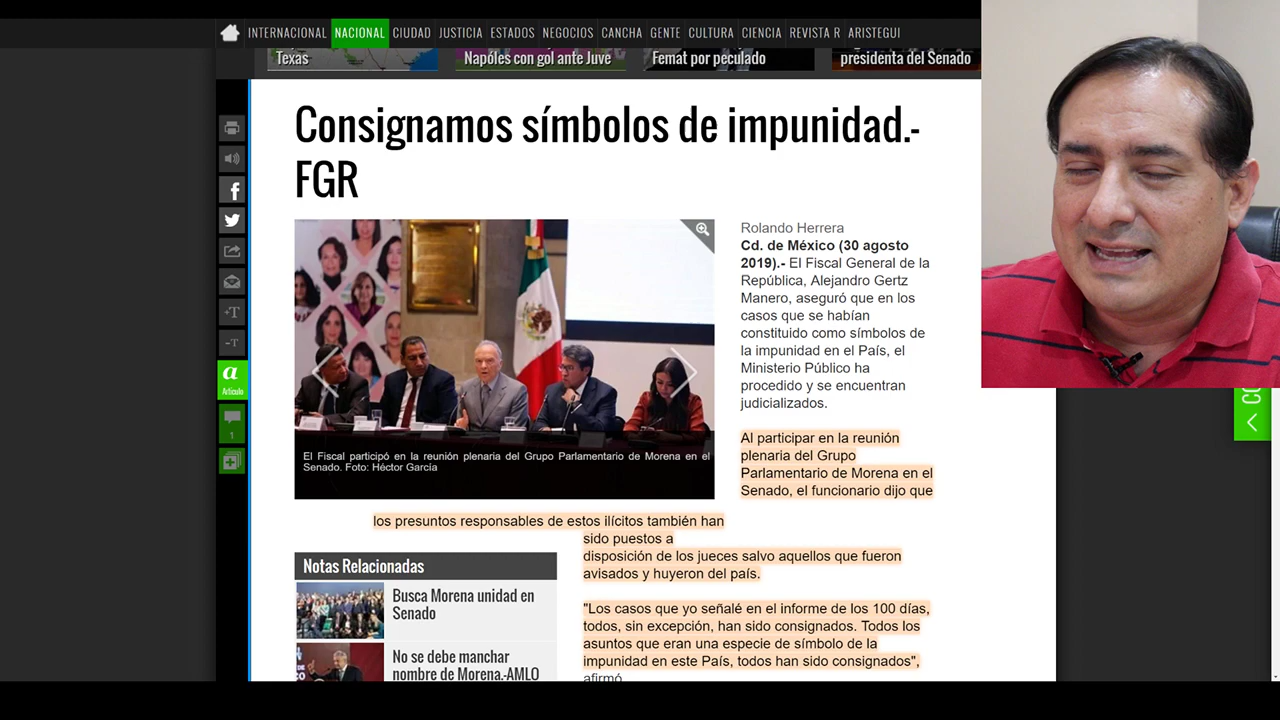 INTERNACIONAL NACIONAL CIUDAD JUSTICIA ESTADOS NEGOCIOS CANCHA GENTE CULTURA CIENCIA REVISTA R ARISTEGUI
Texas
Napóles con gol ante Juve
Femat por peculado
presidenta del Senado
Consignamos símbolos de impunidad.-
FGR
Rolando Herrera
Cd. de México (30 agosto
2019).- El Fiscal General de la
República, Alejandro Gertz
Manero, aseguró que en los
casos que se habían
constituido como símbolos de
la impunidad en el País, el
Ministerio Público ha
procedido y se encuentran
judicializados.
Al participar en la reunión
plenaria del Grupo
Parlamentario de Morena en el
Senado, el funcionario dijo que
los presuntos responsables de estos ilícitos también han
sido puestos a
disposición de los jueces salvo aquellos que fueron
avisados y huyeron del país.
"Los casos que yo señalé en el informe de los 100 días,
todos, sin excepción, han sido consignados. Todos los
asuntos que eran una especie de símbolo de la
impunidad en este País, todos han sido consignados",
afirmó
El Fiscal participó en la reunión plenaria del Grupo Parlamentario de Morena en el
Senado. Foto: Héctor García
Notas Relacionadas
Busca Morena unidad en
Senado
No se debe manchar
nombre de Morena.-AMLO
+T
-T
a
Artículo
1